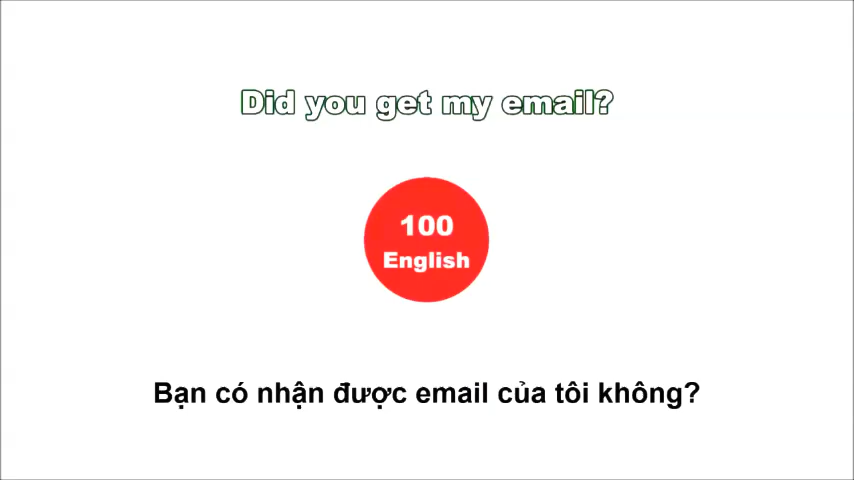 Did you get my email?
100
English
Bạn có nhận được email của tôi không?